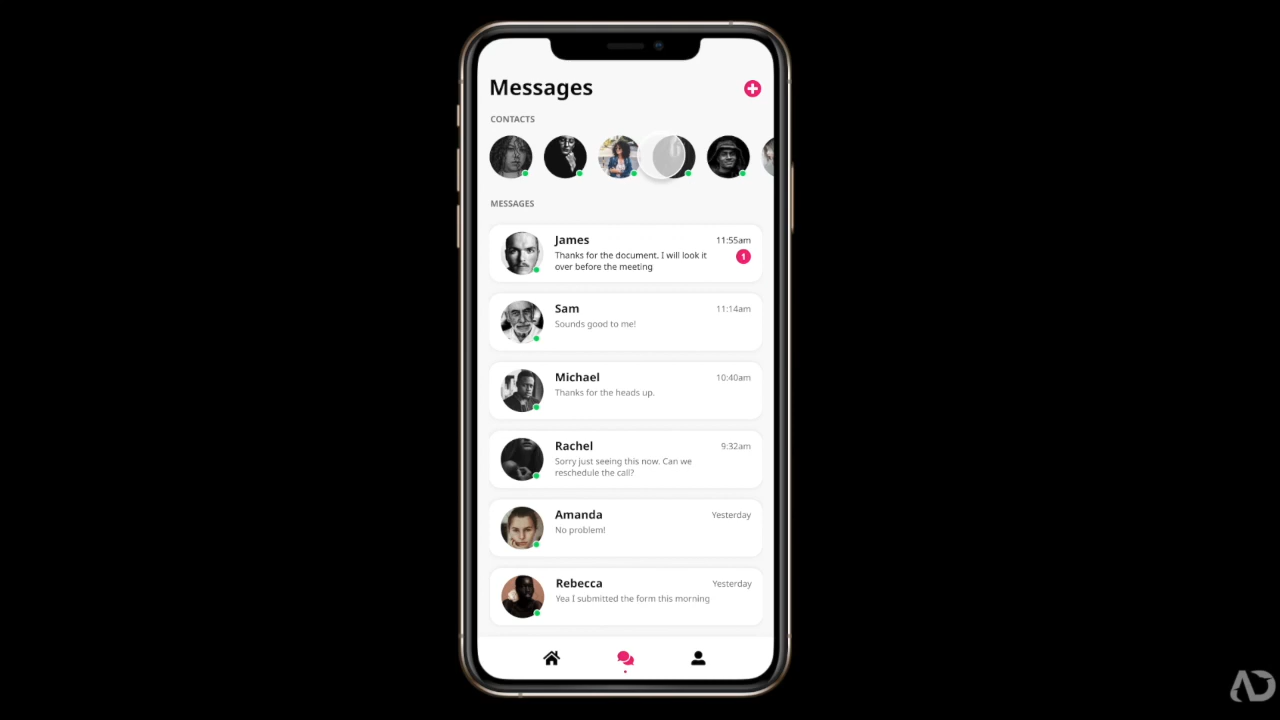 Messages
CONTACTS
MESSAGES
James
11:55am
Thanks for the document. I will look it
over before the meeting
1
Sam
11:14am
Sounds good to me!
Michael
10:40am
Thanks for the heads up.
Rachel
9:32am
Sorry just seeing this now. Can we
reschedule the call?
Amanda
Yesterday
No problem!
Rebecca
Yesterday
Yea I submitted the form this morning
AD